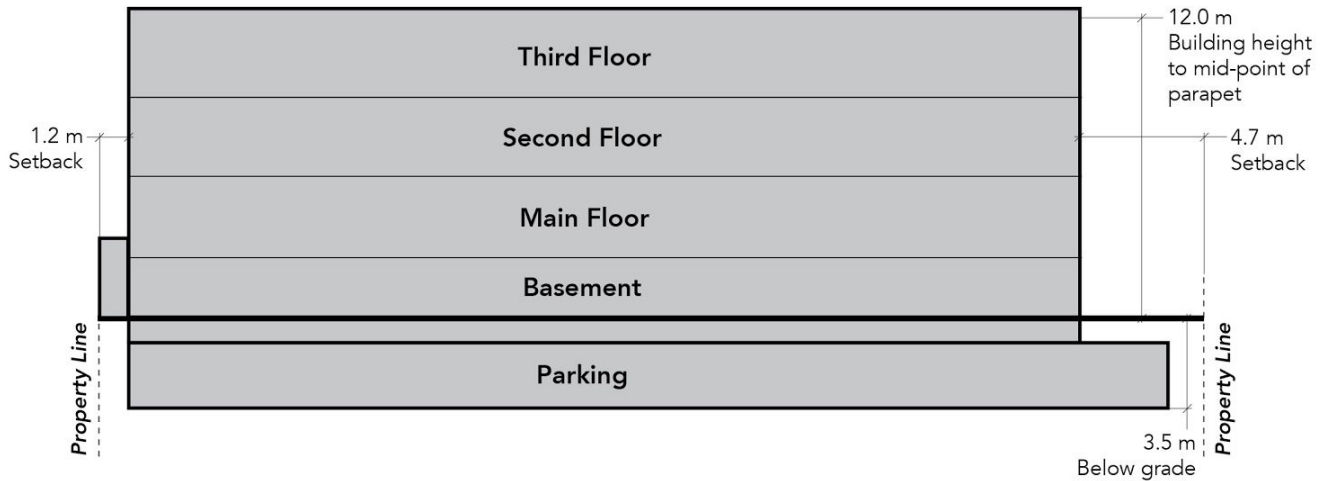 12.0 m
Building height
to mid-point of
parapet
Third Floor
1.2 m
Setback
Second Floor
4.7 m
Setback
Main Floor
Basement
Property Line
Property Line
Parking
3.5 m
Below grade